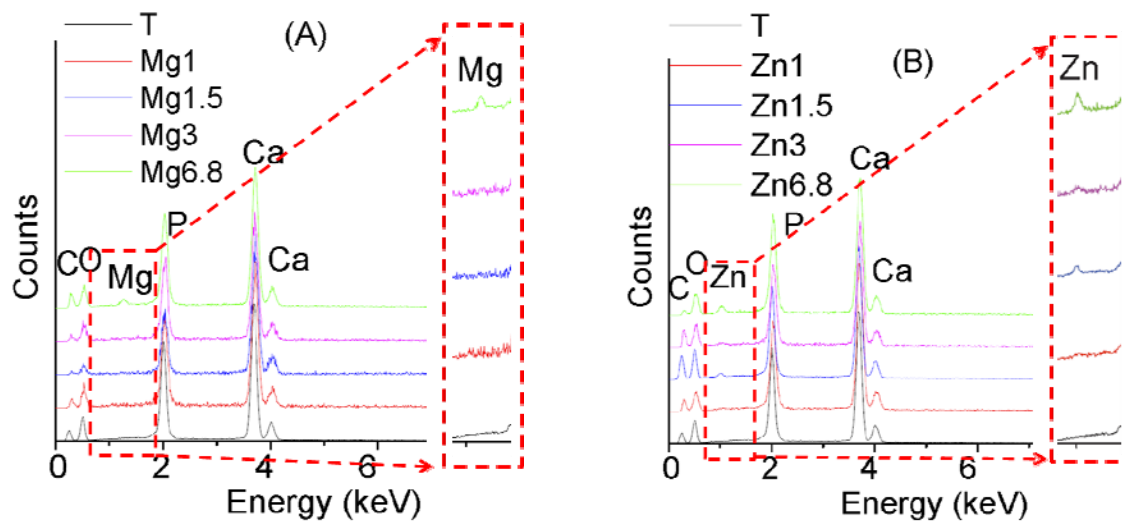 T
Mg1
Mg1.5
Mg3
Mg6.8
(A)
Mg
Ca
P
CO
Mg
Ca
Counts
0 2 4 6
Energy (keV)
T
Zn1
Zn1.5
Zn3
Zn6.8
(B)
Zn
Ca
P
O
C
Zn
Ca
Counts
0 2 4 6
Energy (keV)